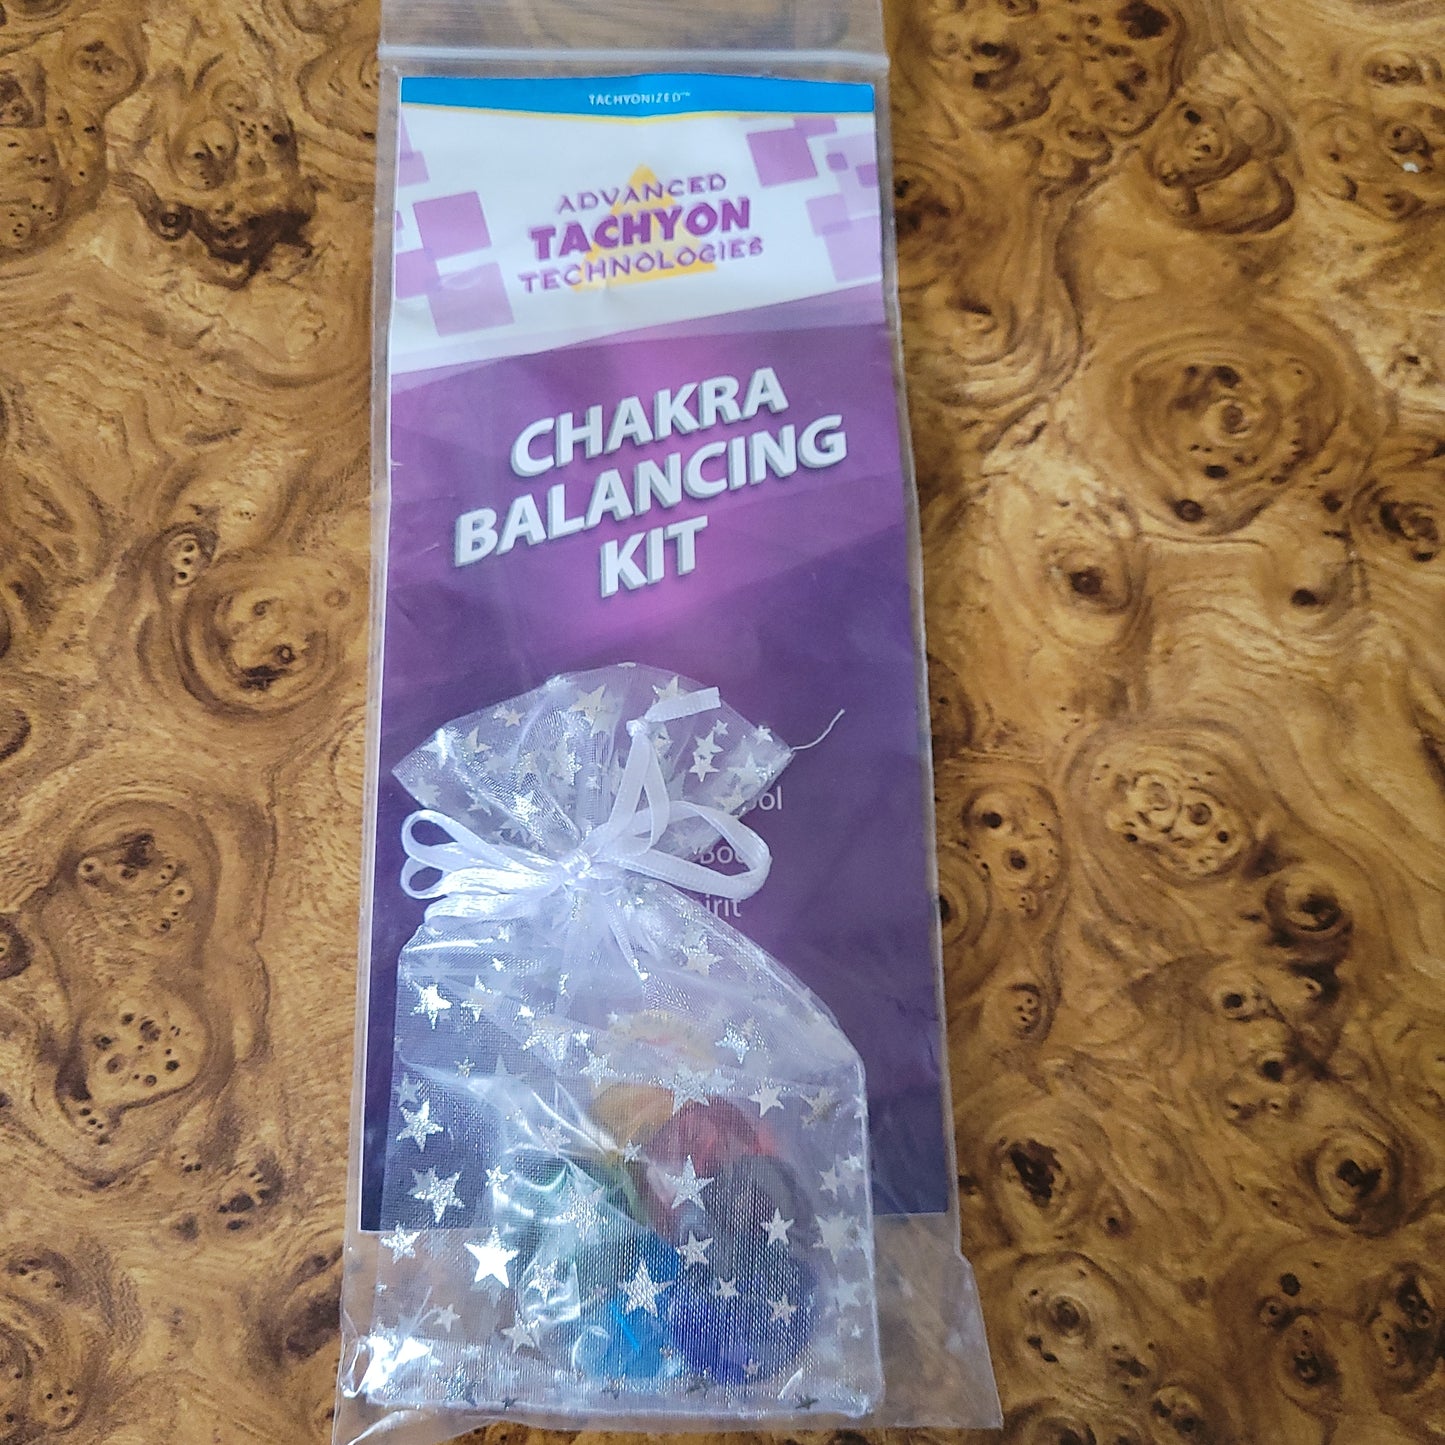 TACHYONIZED™
ADVANCED
TACHYON
TECHNOLOGIES
CHAKRA
BALANCING
KIT